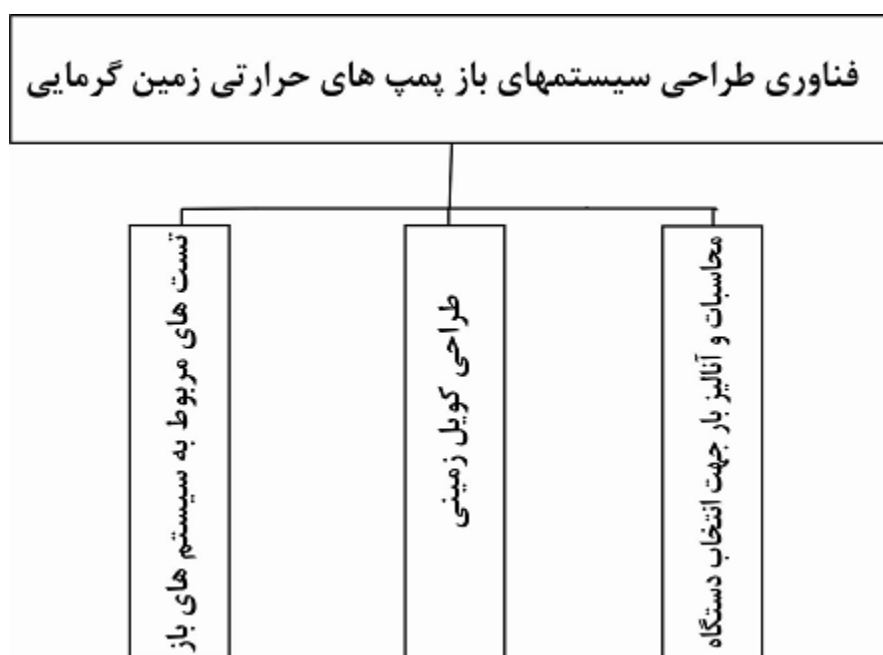 فناوری طراحی سیستمهای باز پمپ های حرارتی زمین گرمایی
محاسبات و آنالیز بار جهت انتخاب دستگاه
طراحی کویل زمینی
تست های مربوط به سیستم های باز